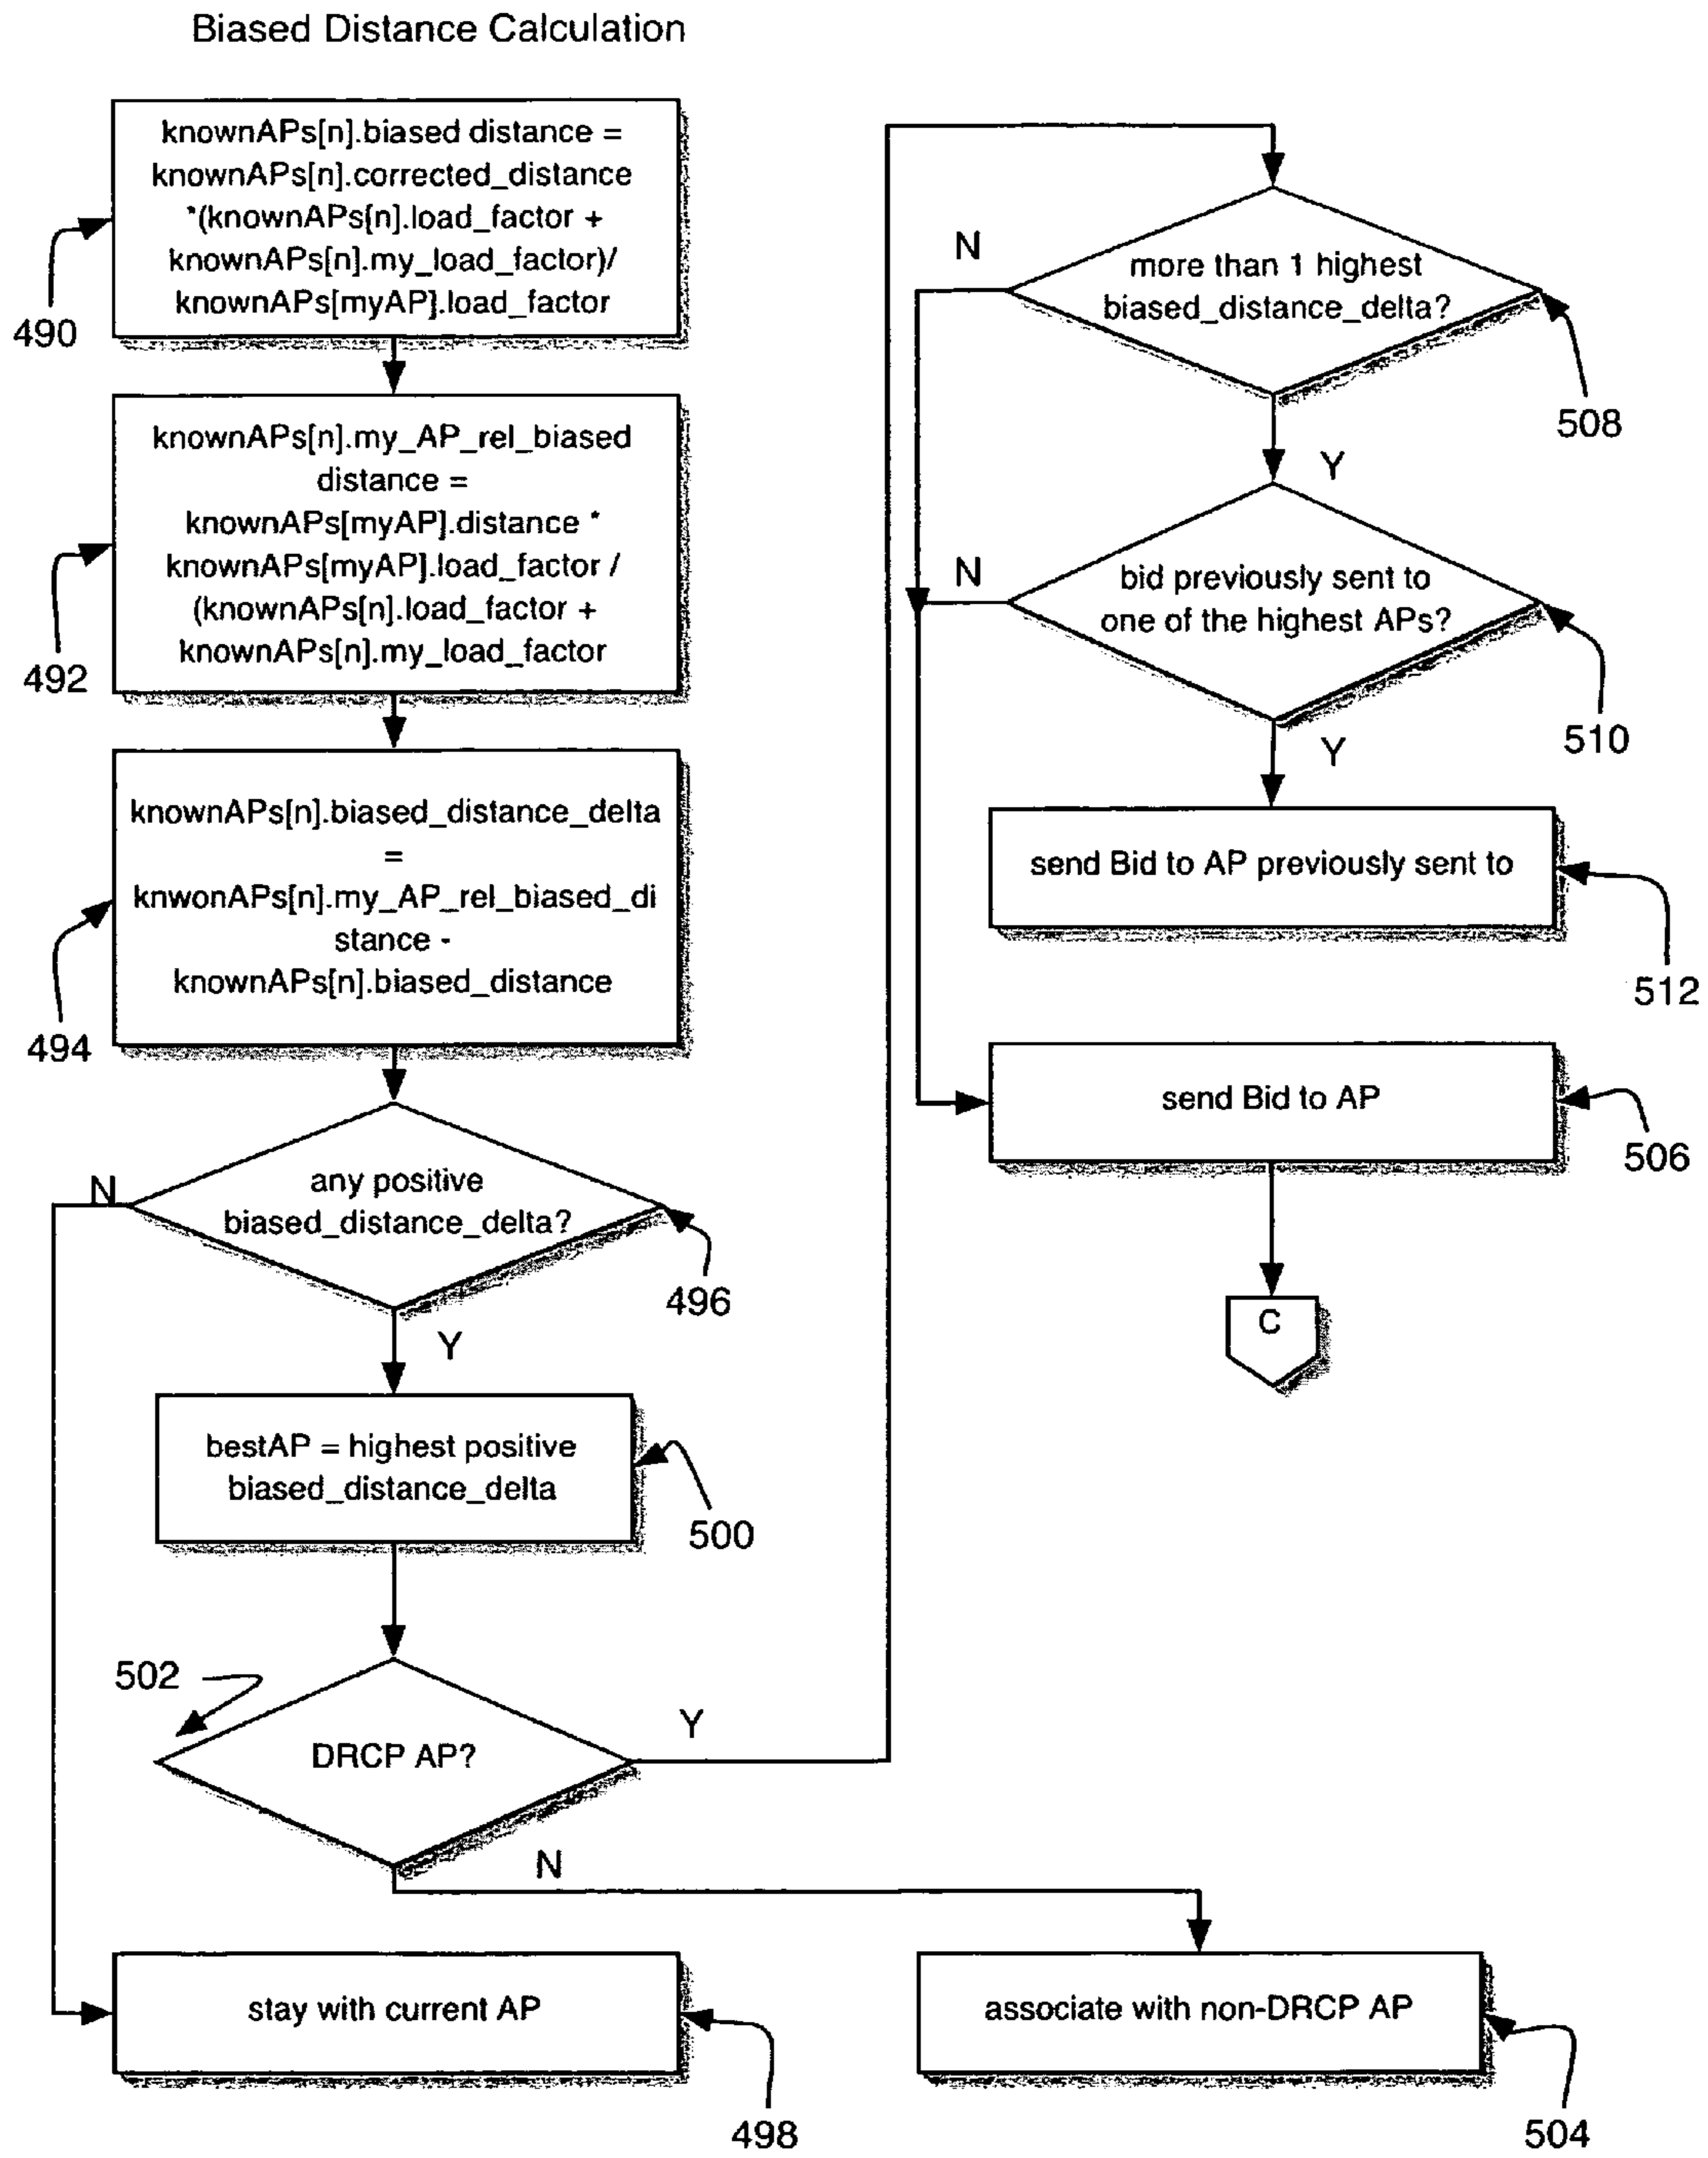 Biased Distance Calculation
knownAPs[n].biased distance =
knownAPs[n].corrected_distance
*(knownAPs[n].load_factor +
knownAPs[n].my_load_factor)/
knownAPs[myAP].load_factor
490
knownAPs[n].my_AP_rel_biased
distance =
knownAPs[myAP].distance *
knownAPs[myAP].load_factor /
(knownAPs[n].load_factor +
knownAPs[n].my_load_factor
492
knownAPs[n].biased_distance_delta
=
knwonAPs[n].my_AP_rel_biased_di
stance -
knownAPs[n].biased_distance
494
N
any positive
biased_distance_delta?
496
Y
bestAP = highest positive
biased_distance_delta
500
502
DRCP AP?
Y
N
stay with current AP
498
associate with non-DRCP AP
504
N
more than 1 highest
biased_distance_delta?
508
Y
N
bid previously sent to
one of the highest APs?
510
Y
send Bid to AP previously sent to
512
send Bid to AP
506
C